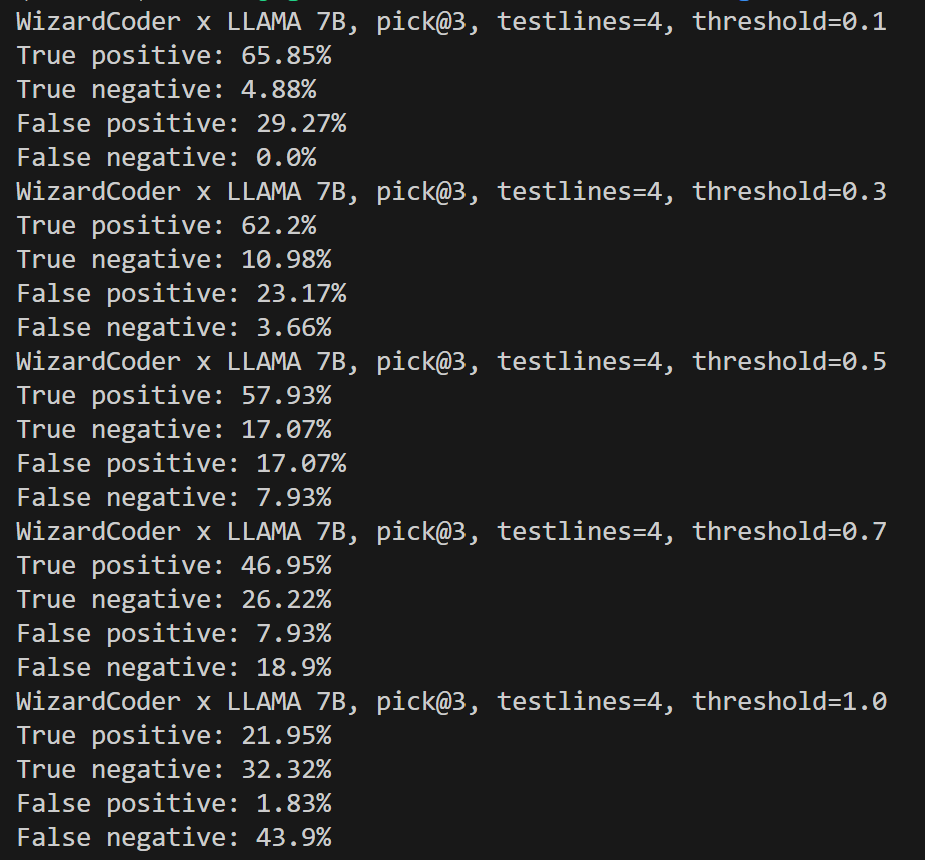 WizardCoder x LLAMA 7B, pick@3, testlines=4, threshold=0.1
True positive: 65.85%
True negative: 4.88%
False positive: 29.27%
False negative: 0.0%
WizardCoder x LLAMA 7B, pick@3, testlines=4, threshold=0.3
True positive: 62.2%
True negative: 10.98%
False positive: 23.17%
False negative: 3.66%
WizardCoder x LLAMA 7B, pick@3, testlines=4, threshold=0.5
True positive: 57.93%
True negative: 17.07%
False positive: 17.07%
False negative: 7.93%
WizardCoder x LLAMA 7B, pick@3, testlines=4, threshold=0.7
True positive: 46.95%
True negative: 26.22%
False positive: 7.93%
False negative: 18.9%
WizardCoder x LLAMA 7B, pick@3, testlines=4, threshold=1.0
True positive: 21.95%
True negative: 32.32%
False positive: 1.83%
False negative: 43.9%